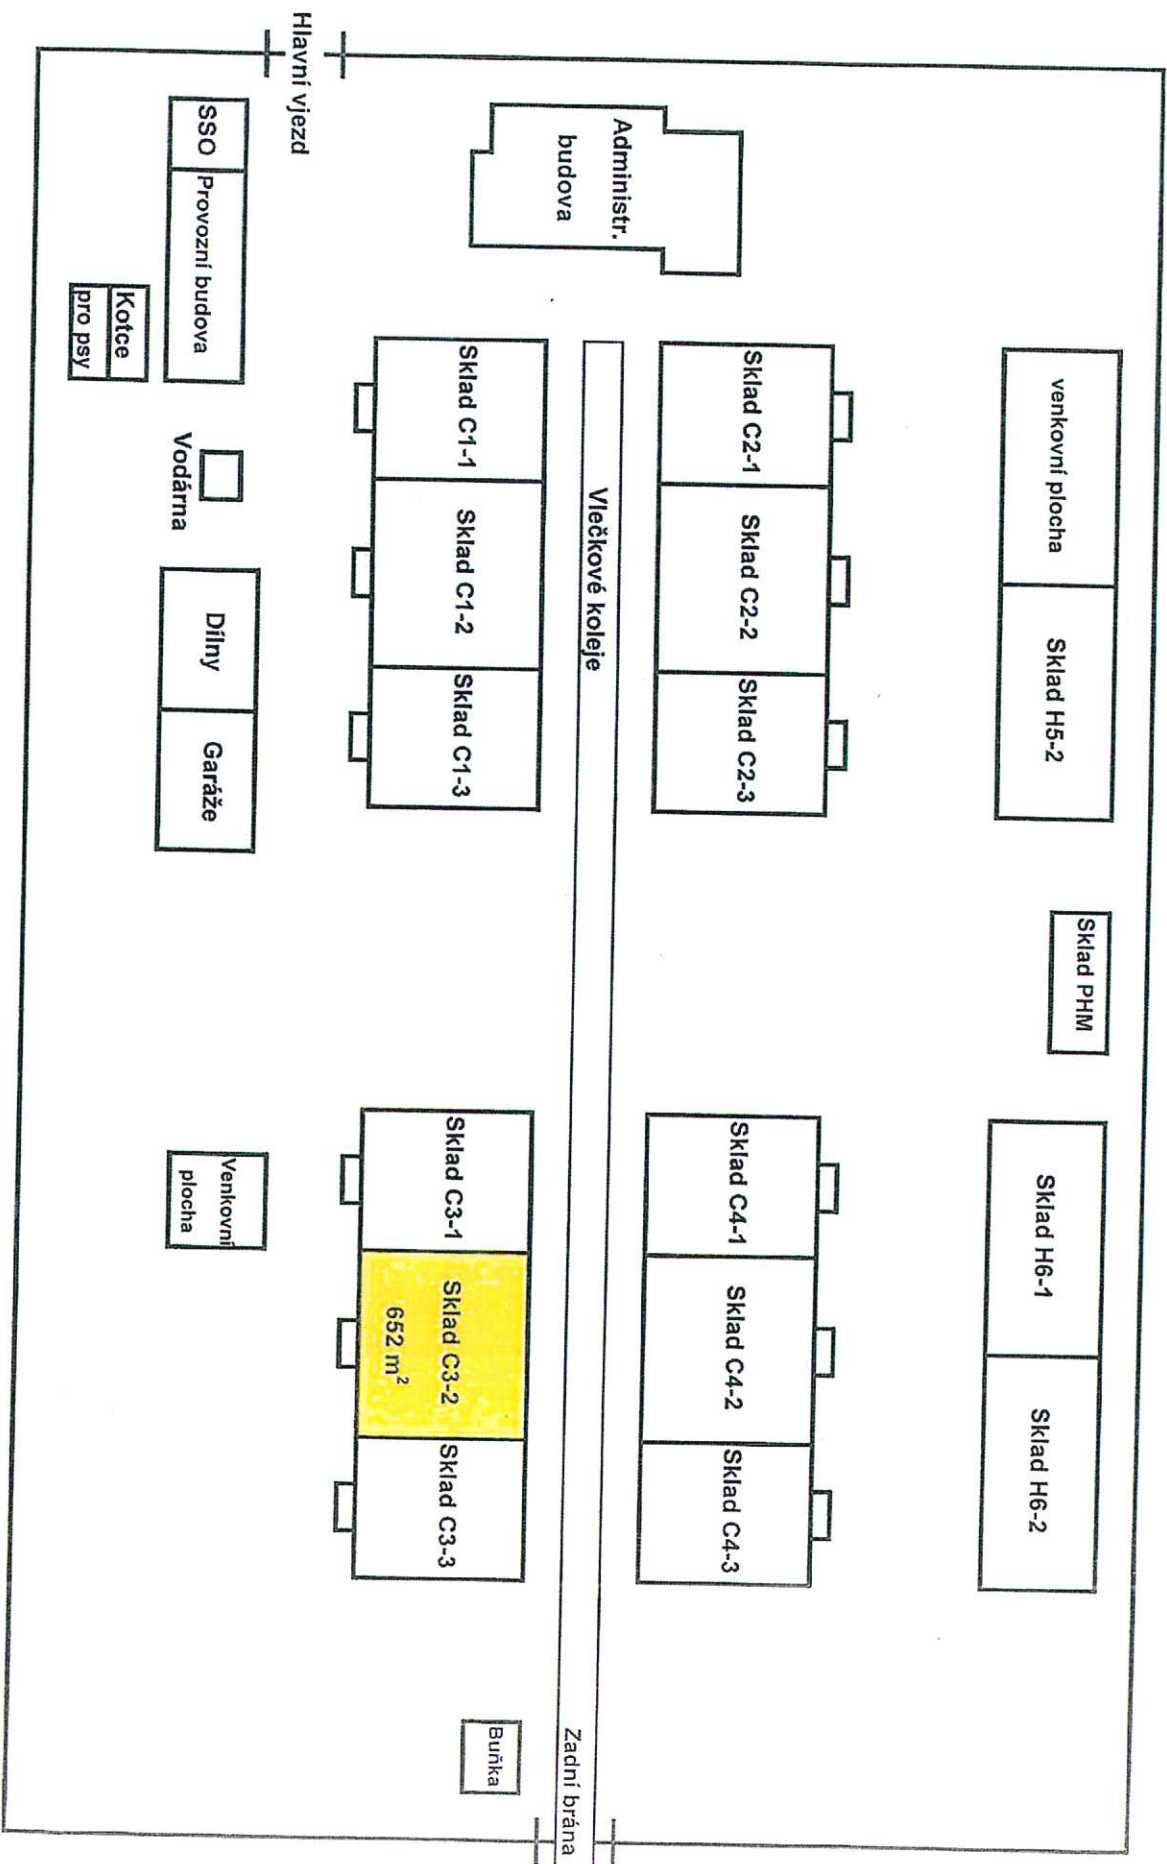 venkovní plocha
Sklad H5-2
Sklad PHM
Sklad H6-1
Sklad H6-2
Administr.
budova
Sklad C2-1
Sklad C2-2
Sklad C2-3
Sklad C4-1
Sklad C4-2
Sklad C4-3
Vlečkové koleje
Zadní brána
Sklad C1-1
Sklad C1-2
Sklad C1-3
Sklad C3-1
Sklad C3-2
652 m²
Sklad C3-3
Buňka
Hlavní vjezd
SSO
Provozní budova
Kotce
pro psy
Vodárna
Dílny
Garáže
Venkovní
plocha